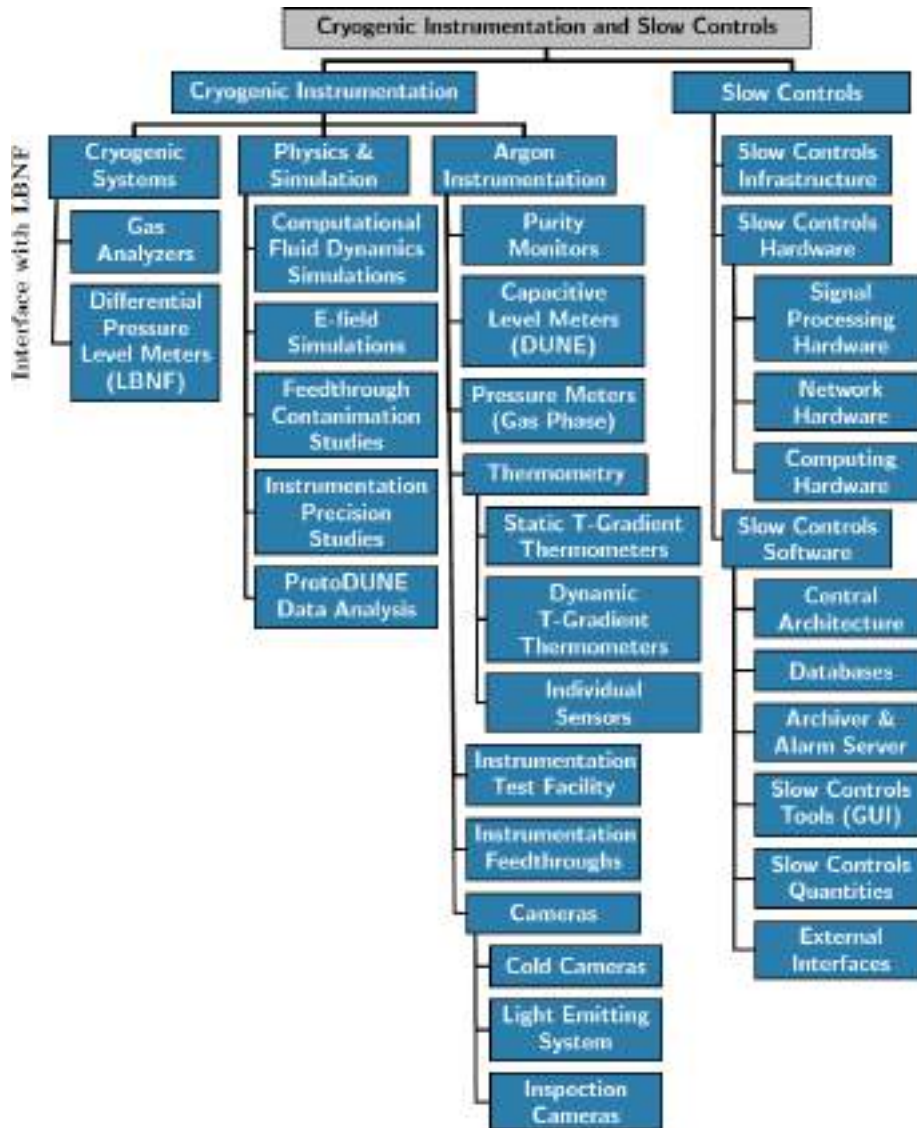 Cryogenic Instrumentation and Slow Controls
Cryogenic Instrumentation
Slow Controls
Interface with LBNF
Cryogenic
Systems
Gas
Analyzers
Differential
Pressure
Level Meters
(LBNF)
Physics &
Simulation
Computational
Fluid Dynamics
Simulations
E-field
Simulations
Feedthrough
Contanimation
Studies
Instrumentation
Precision
Studies
ProtoDUNE
Data Analysis
Argon
Instrumentation
Purity
Monitors
Capacitive
Level Meters
(DUNE)
Pressure Meters
(Gas Phase)
Thermometry
Static T-Gradient
Thermometers
Dynamic
T-Gradient
Thermometers
Individual
Sensors
Instrumentation
Test Facility
Instrumentation
Feedthroughs
Cameras
Cold Cameras
Light Emitting
System
Inspection
Cameras
Slow Controls
Infrastructure
Slow Controls
Hardware
Signal
Processing
Hardware
Network
Hardware
Computing
Hardware
Slow Controls
Software
Central
Architecture
Databases
Archiver &
Alarm Server
Slow Controls
Tools (GUI)
Slow Controls
Quantities
External
Interfaces